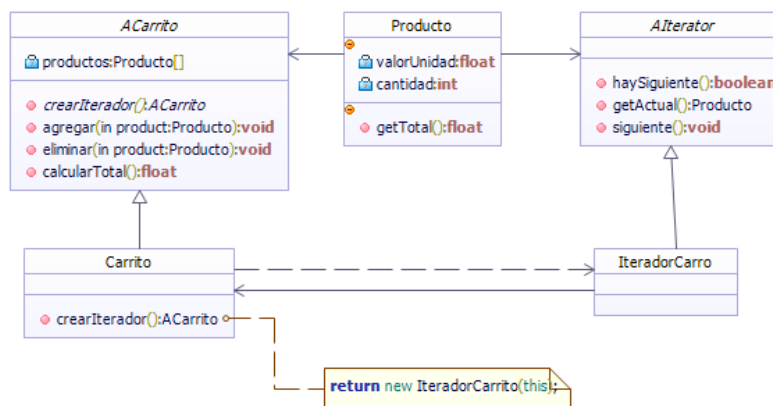 ACarrito
productos:Producto[]
crearIterador():ACarrito
agregar(in product:Producto):void
eliminar(in product:Producto):void
calcularTotal():float
Producto
valorUnidad:float
cantidad:int
getTotal():float
AIterator
haySiguiente():boolean
getActual():Producto
siguiente():void
Carrito
crearIterador():ACarrito
IteradorCarro
return new IteradorCarrito(this);